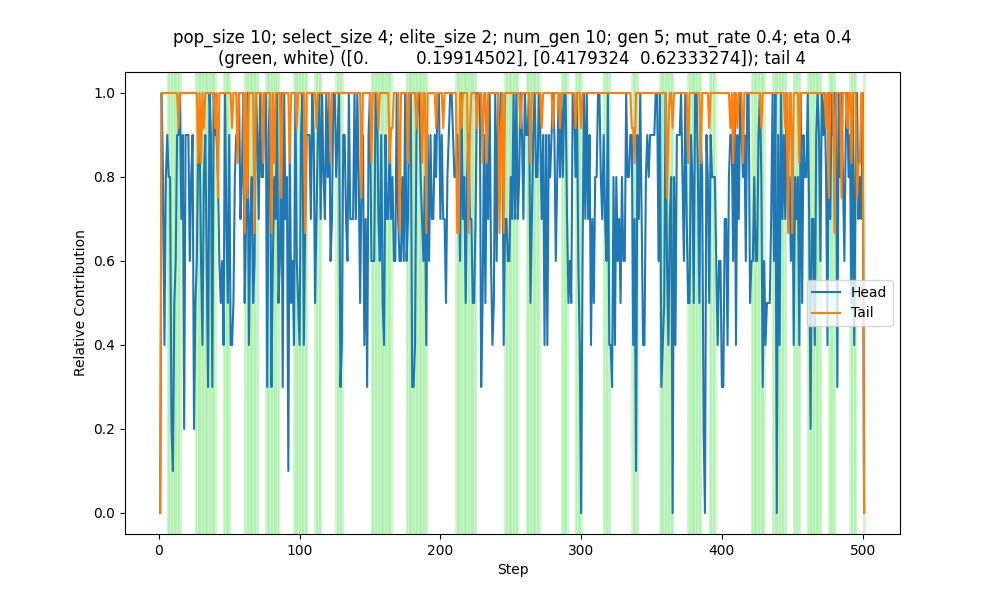 pop_size 10; select_size 4; elite_size 2; num_gen 10; gen 5; mut_rate 0.4; eta 0.4
(green, white) ([0.          0.19914502], [0.4179324  0.62333274]); tail 4
1.0
0.8
0.6
0.4
0.2
0.0
Relative Contribution
Head
Tail
0
100
200
300
400
500
Step